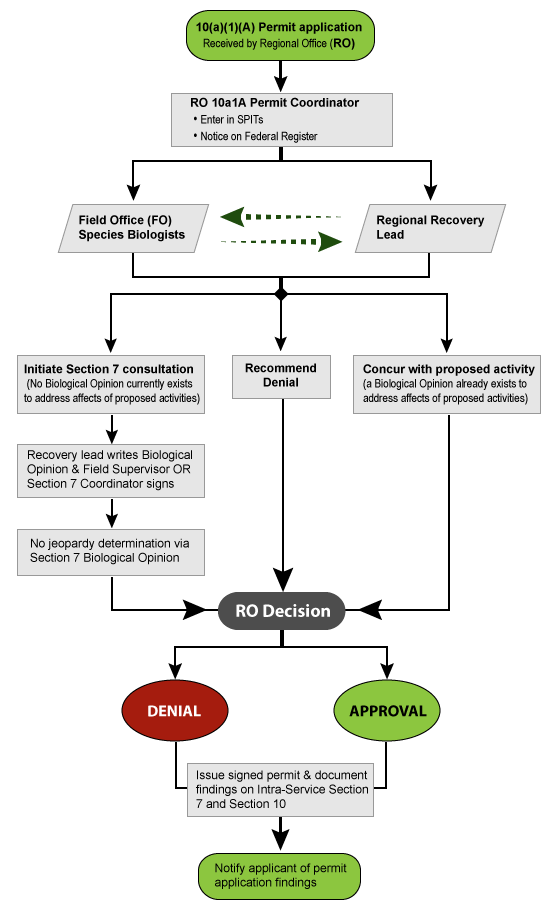 10(a)(1)(A) Permit application
Received by Regional Office (RO)
RO 10a1A Permit Coordinator
• Enter in SPITs
• Notice on Federal Register
Field Office (FO)
Species Biologists
Regional Recovery
Lead
Initiate Section 7 consultation
(No Biological Opinion currently exists
to address affects of proposed activities)
Recommend
Denial
Concur with proposed activity
(a Biological Opinion already exists to
address affects of proposed activities)
Recovery lead writes Biological
Opinion & Field Supervisor OR
Section 7 Coordinator signs
No jeopardy determination via
Section 7 Biological Opinion
RO Decision
DENIAL
APPROVAL
Issue signed permit & document
findings on Intra-Service Section
7 and Section 10
Notify applicant of permit
application findings